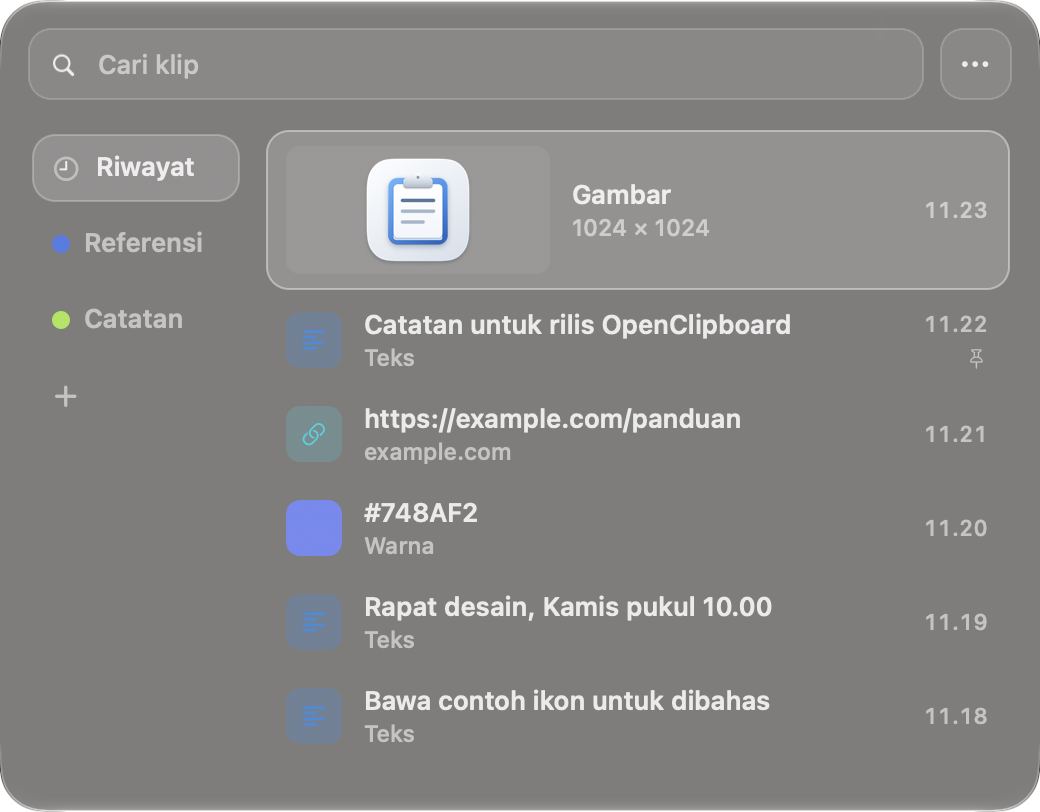 Cari klip
Riwayat
Referensi
Catatan
Gambar
1024 × 1024
11.23
Catatan untuk rilis OpenClipboard
Teks
11.22
https://example.com/panduan
example.com
11.21
#748AF2
Warna
11.20
Rapat desain, Kamis pukul 10.00
Teks
11.19
Bawa contoh ikon untuk dibahas
Teks
11.18